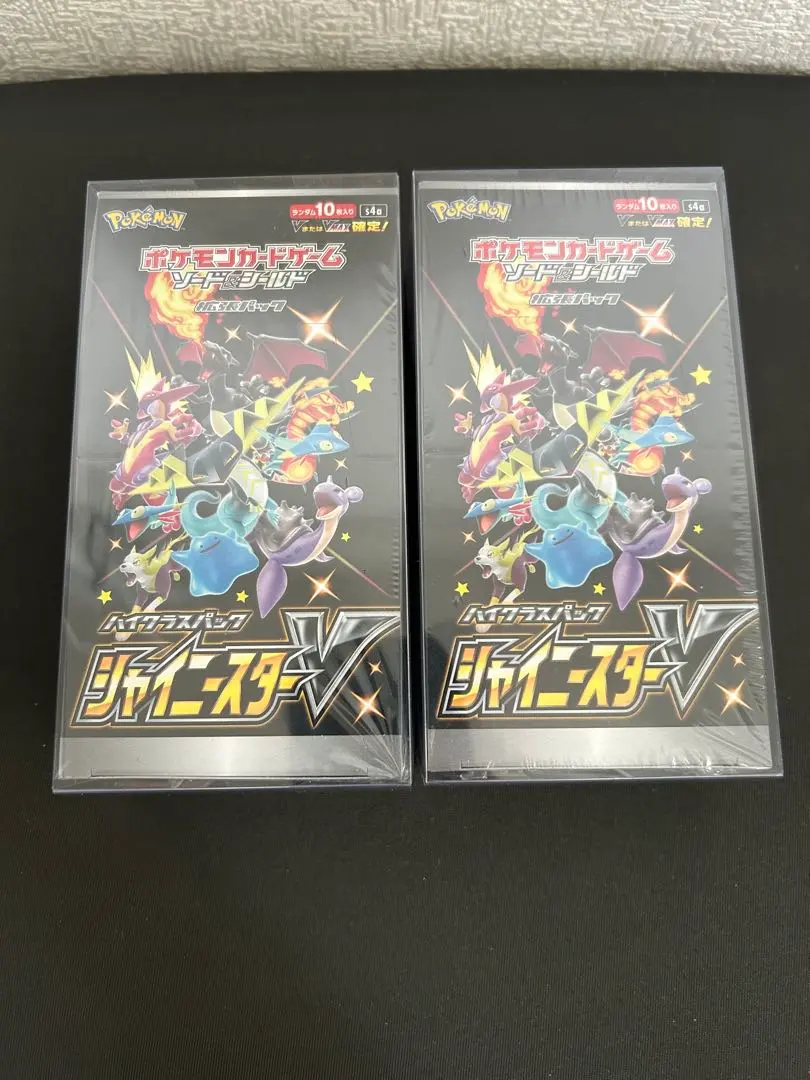 POKÉMON
ランダム10枚入り S4a
VまたはVMAX確定!
ポケモンカードゲーム
ソード&シールド
拡張パック
ハイクラスパック
シャイニースターV
POKÉMON
ランダム10枚入り S4a
VまたはVMAX確定!
ポケモンカードゲーム
ソード&シールド
拡張パック
ハイクラスパック
シャイニースターV